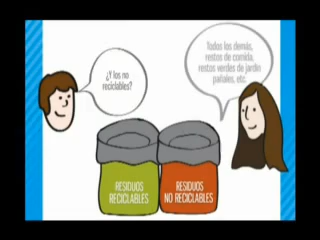 ¿Y los no
reciclables?
Todos los demás,
restos de comida,
restos verdes de jardín
pañales, etc.
RESIDUOS
RECICLABLES
RESIDUOS
NO RECICLABLES